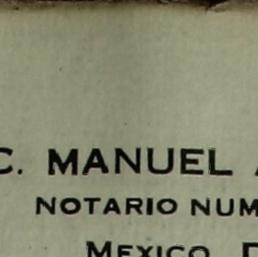 C. MANUEL
NOTARIO NUM
MEXICO, D